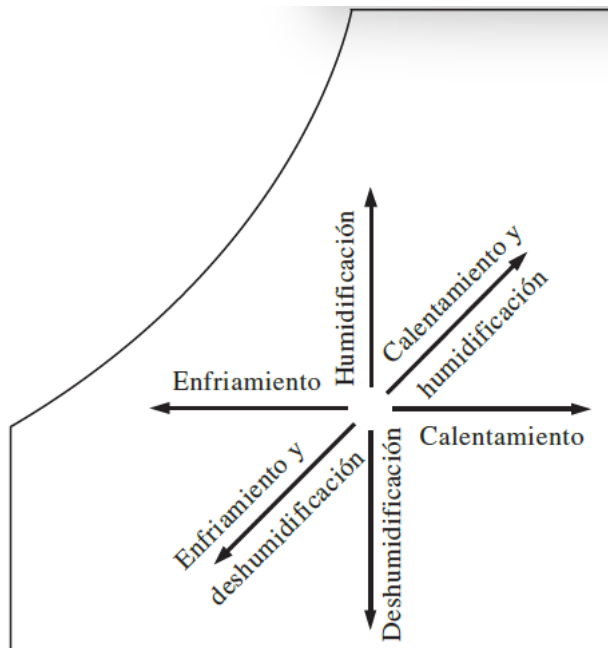 Humidificación
Calentamiento y
humidificación
Enfriamiento
Calentamiento
Enfriamiento y
deshumidificación
Deshumidificación